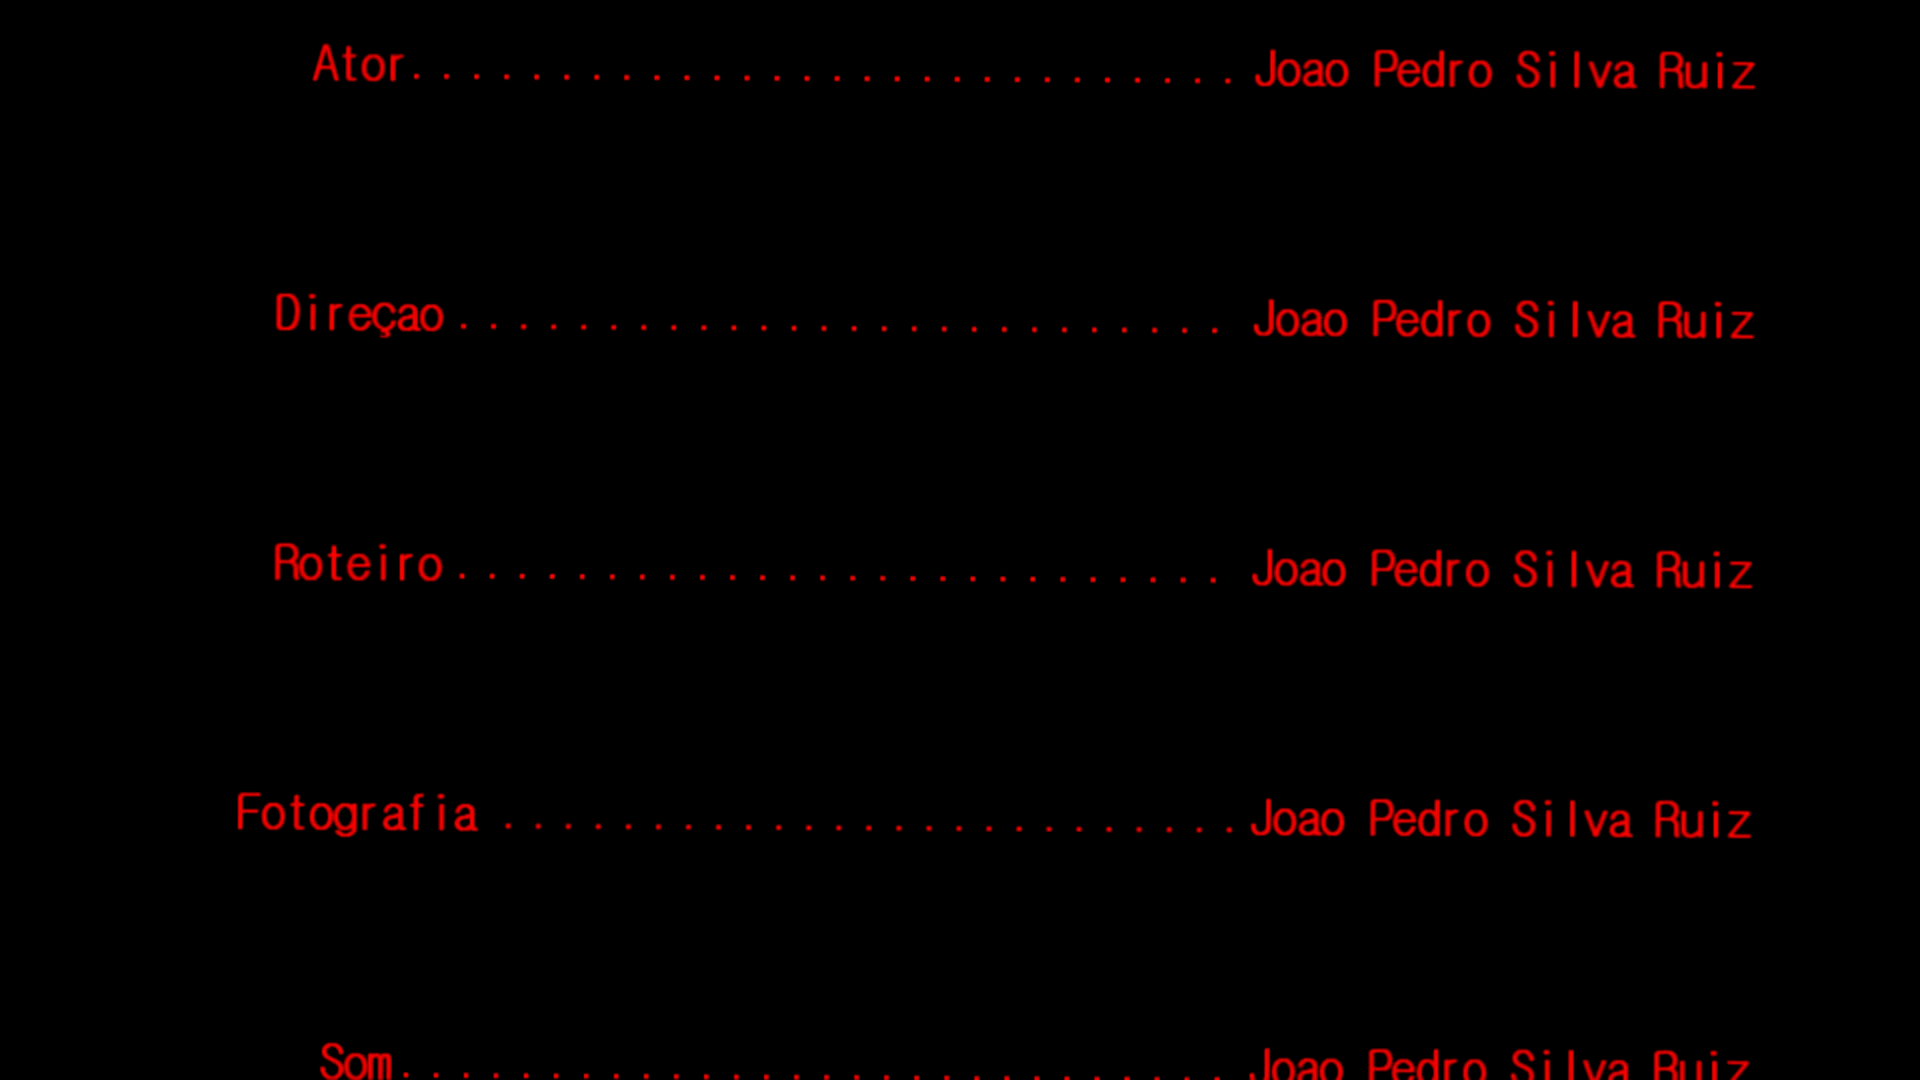 Ator............................Joao Pedro Silva Ruiz
Direçao.......................... Joao Pedro Silva Ruiz
Roteiro.......................... Joao Pedro Silva Ruiz
Fotografia .........................Joao Pedro Silva Ruiz
Som............................Joao Pedro Silva Ruiz